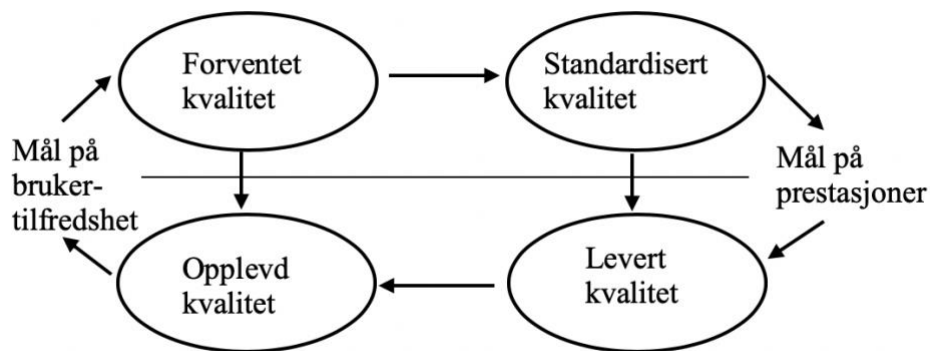 Forventet
kvalitet
Standardisert
kvalitet
Mål på
bruker-
tilfredshet
Mål på
prestasjoner
Opplevd
kvalitet
Levert
kvalitet